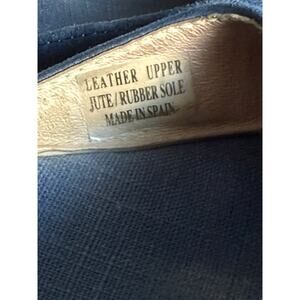 LEATHER UPPER
JUTE/RUBBER SOLE
MADE IN SPAIN